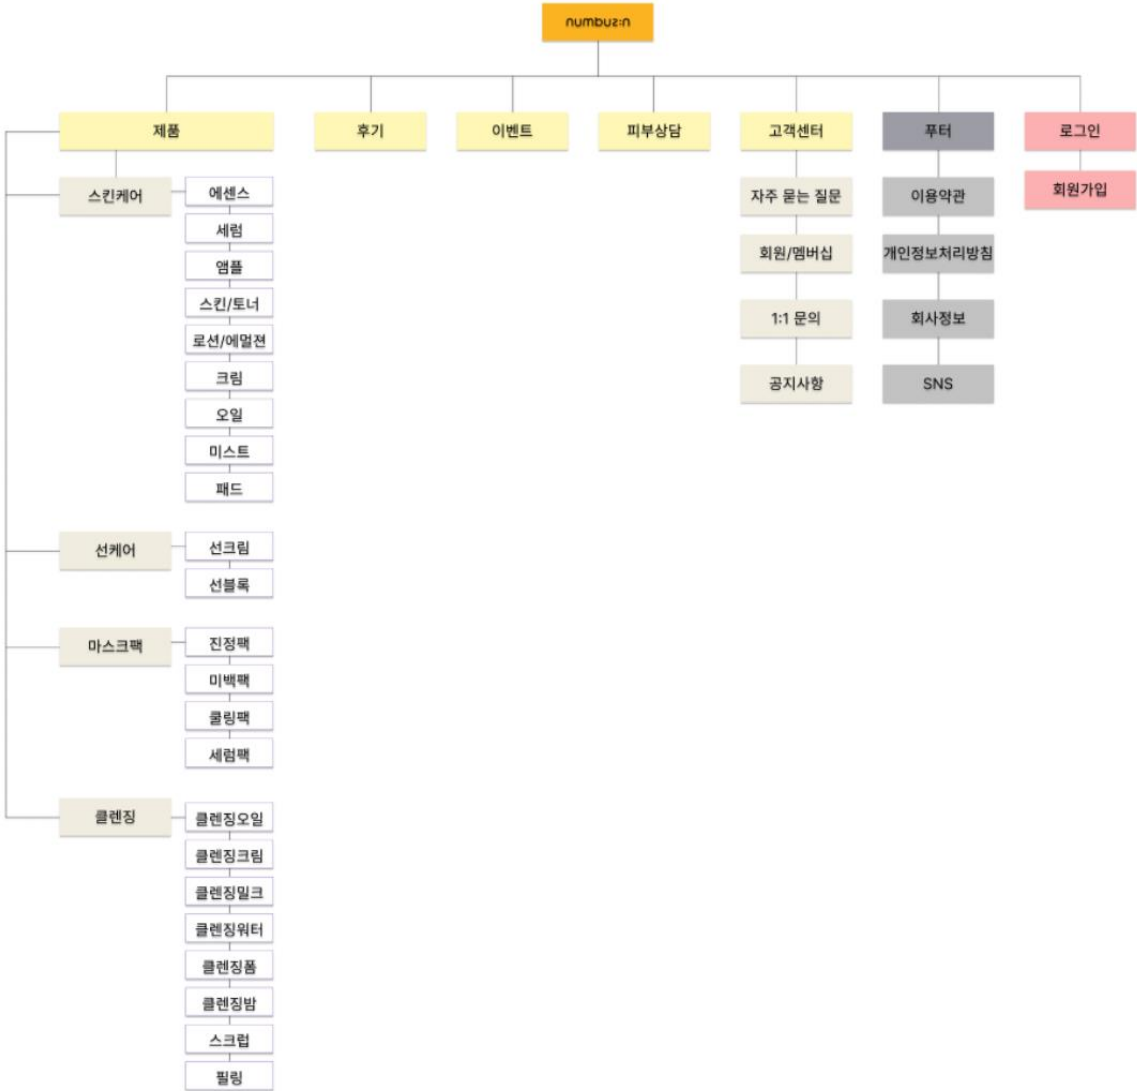 numbuz:n
제품
후기
이벤트
피부상담
고객센터
푸터
로그인
스킨케어
에센스
세럼
앰플
스킨/토너
로션/에멀젼
크림
오일
미스트
패드
선케어
선크림
선블록
마스크팩
진정팩
미백팩
쿨링팩
세럼팩
클렌징
클렌징오일
클렌징크림
클렌징밀크
클렌징워터
클렌징폼
클렌징밤
스크럽
필링
자주 묻는 질문
회원/멤버십
1:1 문의
공지사항
이용약관
개인정보처리방침
회사정보
SNS
회원가입